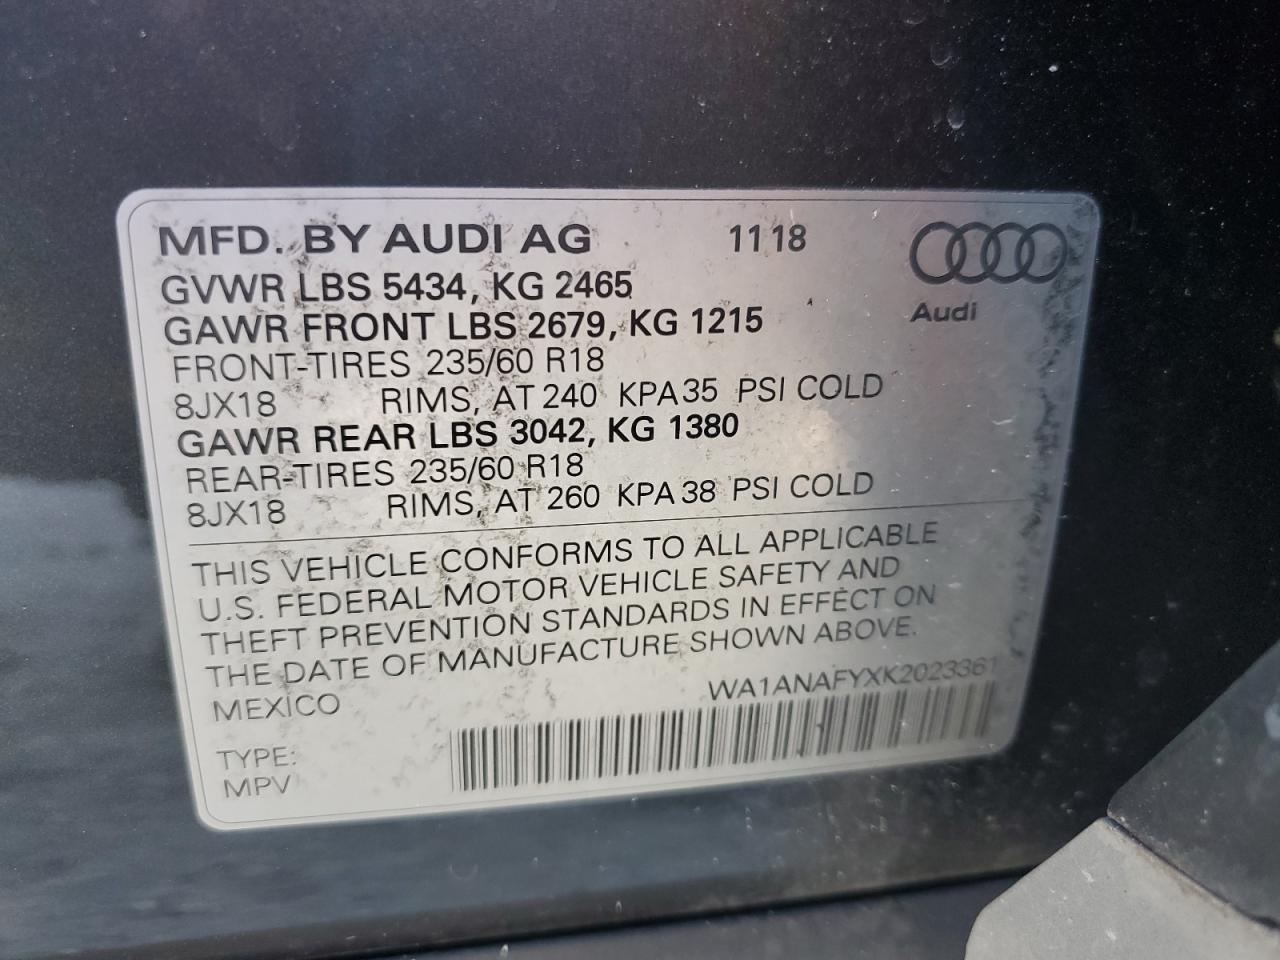 MFD. BY AUDI AG 11 18
GVWR LBS 5434, KG 2465
Audi
GAWR FRONT LBS 2679, KG 1215
FRONT-TIRES 235/60 R18
8JX18 RIMS, AT 240 KPA 35 PSI COLD
GAWR REAR LBS 3042, KG 1380
REAR-TIRES 235/60 R18
8JX18 RIMS, AT 260 KPA 38 PSI COLD
THIS VEHICLE CONFORMS TO ALL APPLICABLE
U.S. FEDERAL MOTOR VEHICLE SAFETY AND
THEFT PREVENTION STANDARDS IN EFFECT ON
THE DATE OF MANUFACTURE SHOWN ABOVE.
MEXICO WA1ANAFYXK2023361
TYPE:
MPV